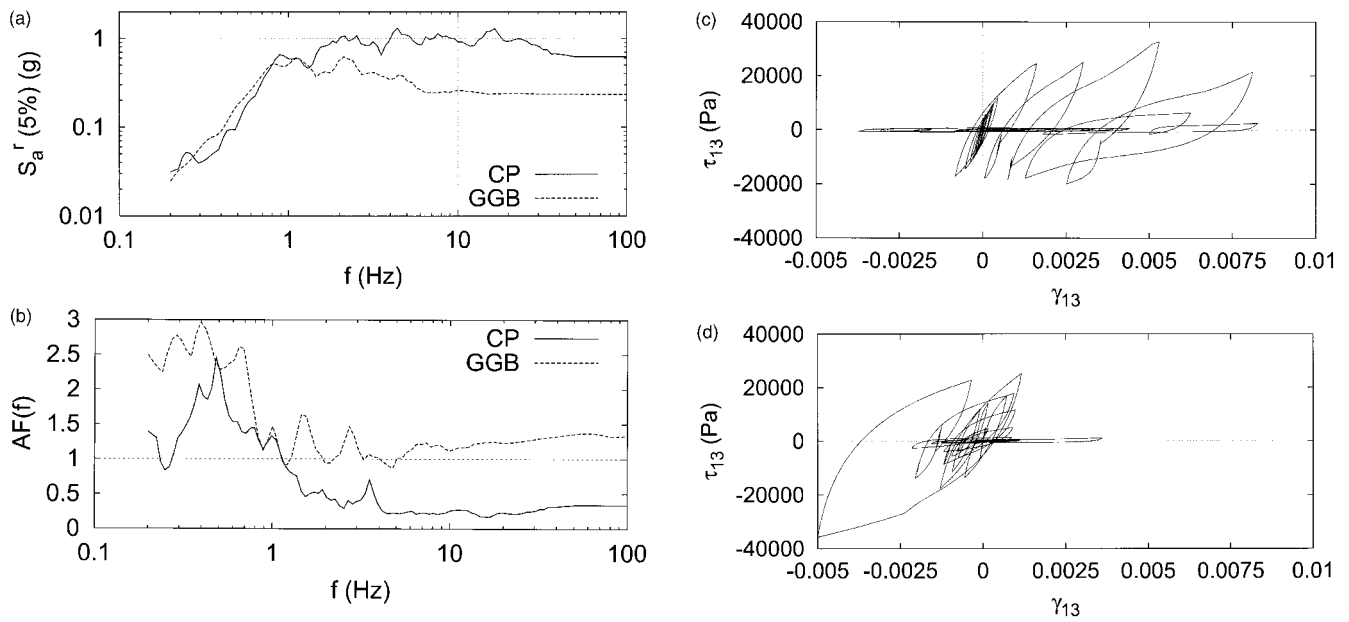 (a)
S_a^r (5%) (g)
1
0.1
0.01
CP
GGB
0.1 1 10 100
f (Hz)
(b)
AF(f)
3
2.5
2
1.5
1
0.5
0
CP
GGB
0.1 1 10 100
f (Hz)
(c)
τ13 (Pa)
40000
20000
0
-20000
-40000
-0.005 -0.0025 0 0.0025 0.005 0.0075 0.01
γ13
(d)
τ13 (Pa)
40000
20000
0
-20000
-40000
-0.005 -0.0025 0 0.0025 0.005 0.0075 0.01
γ13